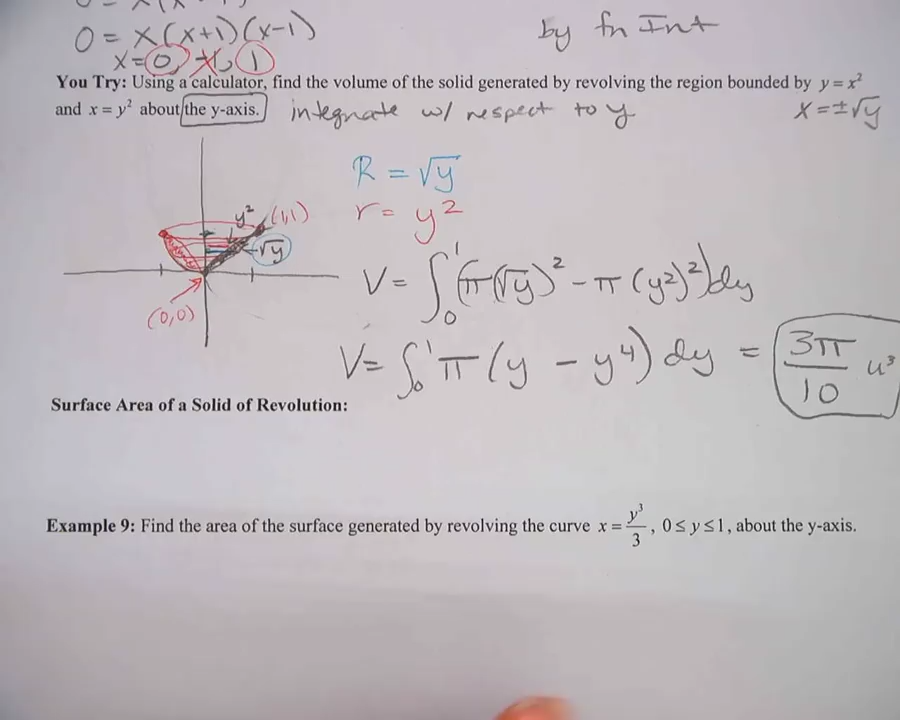 0 = x(x+1)(x-1)
by fn Int
x = 0, -1, 1
You Try: Using a calculator, find the volume of the solid generated by revolving the region bounded by y = x²
and x = y² about the y-axis. integrate w/ respect to y x = ±√y
R = √y
r = y²
y² (1,1)
√y
(0,0)
V = ∫₀¹ (π(√y)² - π(y²)²)dy
V = ∫₀¹ π(y - y⁴) dy = 3π/10 u³
Surface Area of a Solid of Revolution:
Example 9: Find the area of the surface generated by revolving the curve x = y³/3, 0 ≤ y ≤ 1, about the y-axis.